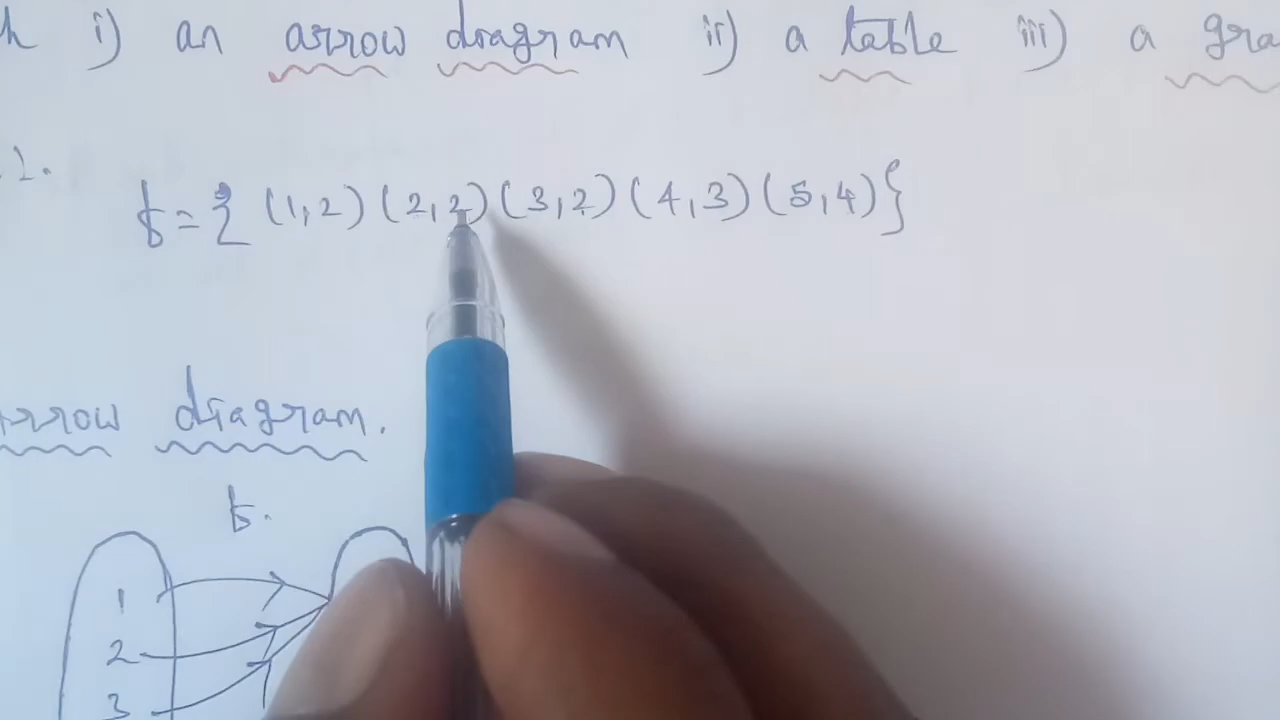 i) an arrow diagram ii) a table iii) a gra
1.
f = { (1,2) (2,2) (3,2) (4,3) (5,4) }
arrow diagram.
f.
1
2
3